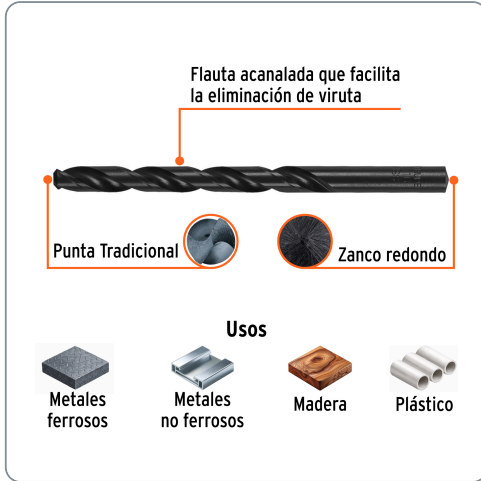 Flauta acanalada que facilita
la eliminación de viruta
Punta Tradicional
Zanco redondo
Usos
Metales
ferrosos
Metales
no ferrosos
Madera
Plástico